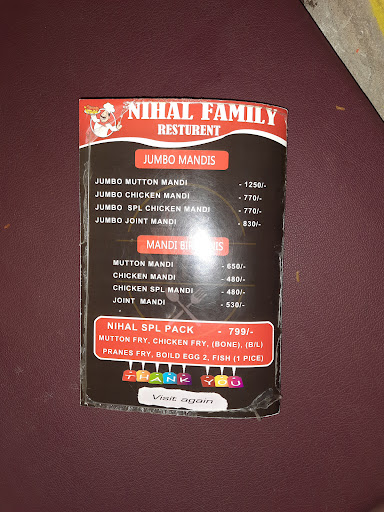 NIHAL FAMILY
RESTURENT
JUMBO MANDIS
JUMBO MUTTON MANDI - 1250/-
JUMBO CHICKEN MANDI - 770/-
JUMBO SPL CHICKEN MANDI - 770/-
JUMBO JOINT MANDI - 830/-
MANDI
MUTTON MANDI - 650/-
CHICKEN MANDI - 480/-
CHICKEN SPL MANDI - 480/-
JOINT MANDI - 530/-
NIHAL SPL PACK - 799/-
MUTTON FRY, CHICKEN FRY, (BONE), (B/L)
PRANES FRY, BOILD EGG 2, FISH (1 PICE)
THANK YOU
Visit again